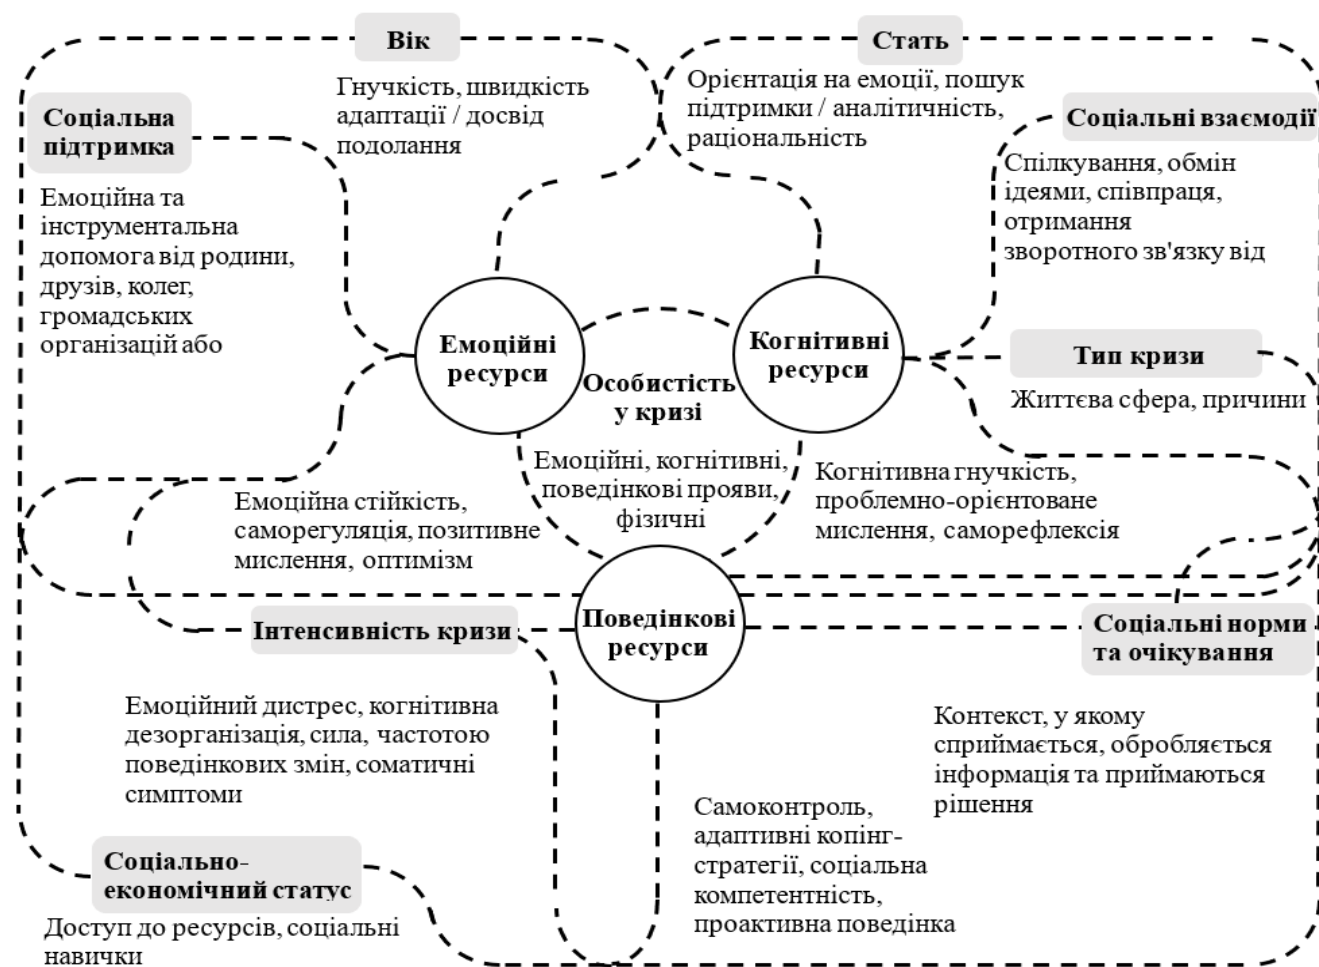 Вік
Гнучкість, швидкість
адаптації / досвід
подолання
Стать
Орієнтація на емоції, пошук
підтримки / аналітичність,
раціональність
Соціальна
підтримка
Емоційна та
інструментальна
допомога від родини,
друзів, колег,
громадських
організацій або
Соціальні взаємодії
Спілкування, обмін
ідеями, співпраця,
отримання
зворотного зв'язку від
Емоційні
ресурси
Особистість
у кризі
Емоційні, когнітивні,
поведінкові прояви,
фізичні
Когнітивні
ресурси
Тип кризи
Життєва сфера, причини
Емоційна стійкість,
саморегуляція, позитивне
мислення, оптимізм
Когнітивна гнучкість,
проблемно-орієнтоване
мислення, саморефлексія
Інтенсивність кризи
Емоційний дистрес, когнітивна
дезорганізація, сила, частотою
поведінкових змін, соматичні
симптоми
Поведінкові
ресурси
Самоконтроль,
адаптивні копінг-
стратегії, соціальна
компетентність,
проактивна поведінка
Соціальні норми
та очікування
Контекст, у якому
сприймається, обробляється
інформація та приймаються
рішення
Соціально-
економічний статус
Доступ до ресурсів, соціальні
навички